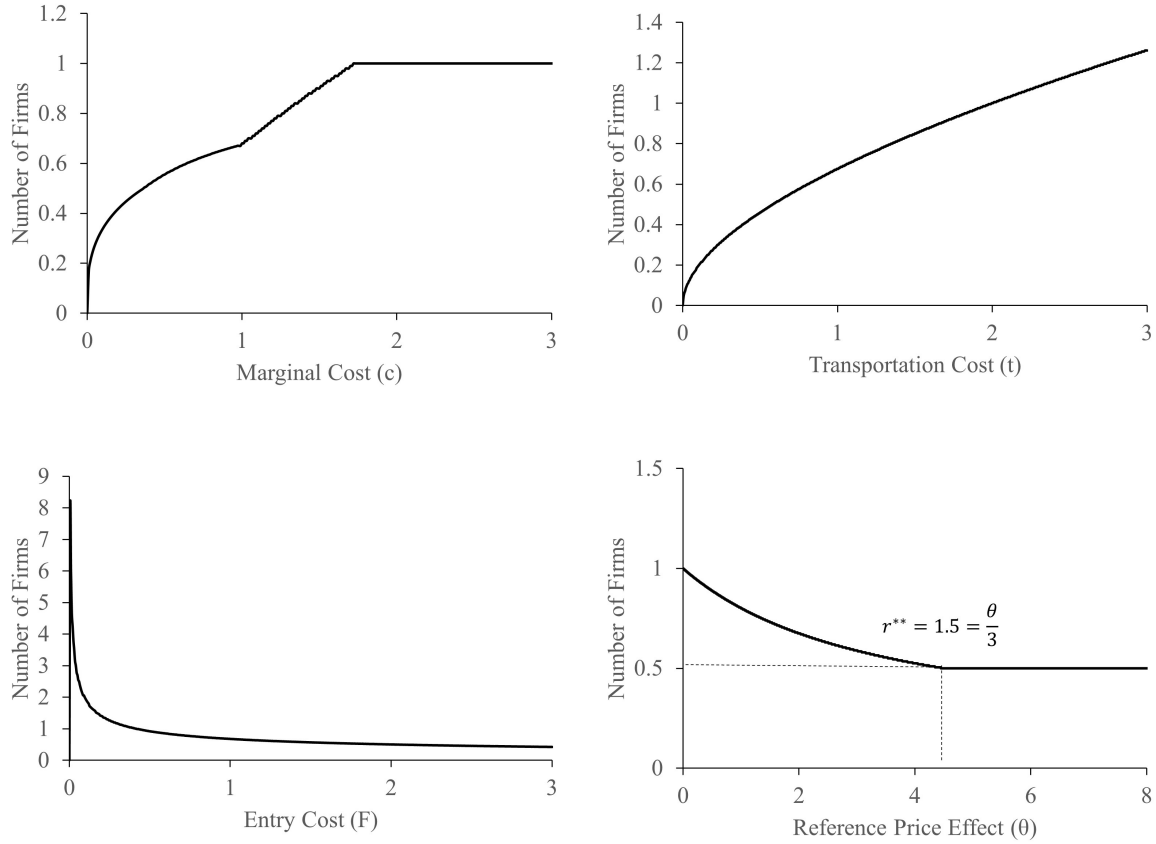 Number of Firms
1.2
1
0.8
0.6
0.4
0.2
0
0 1 2 3
Marginal Cost (c)
Number of Firms
1.4
1.2
1
0.8
0.6
0.4
0.2
0
0 1 2 3
Transportation Cost (t)
Number of Firms
9
8
7
6
5
4
3
2
1
0
0 1 2 3
Entry Cost (F)
Number of Firms
1.5
1
0.5
0
r** = 1.5 = θ/3
0 2 4 6 8
Reference Price Effect (θ)